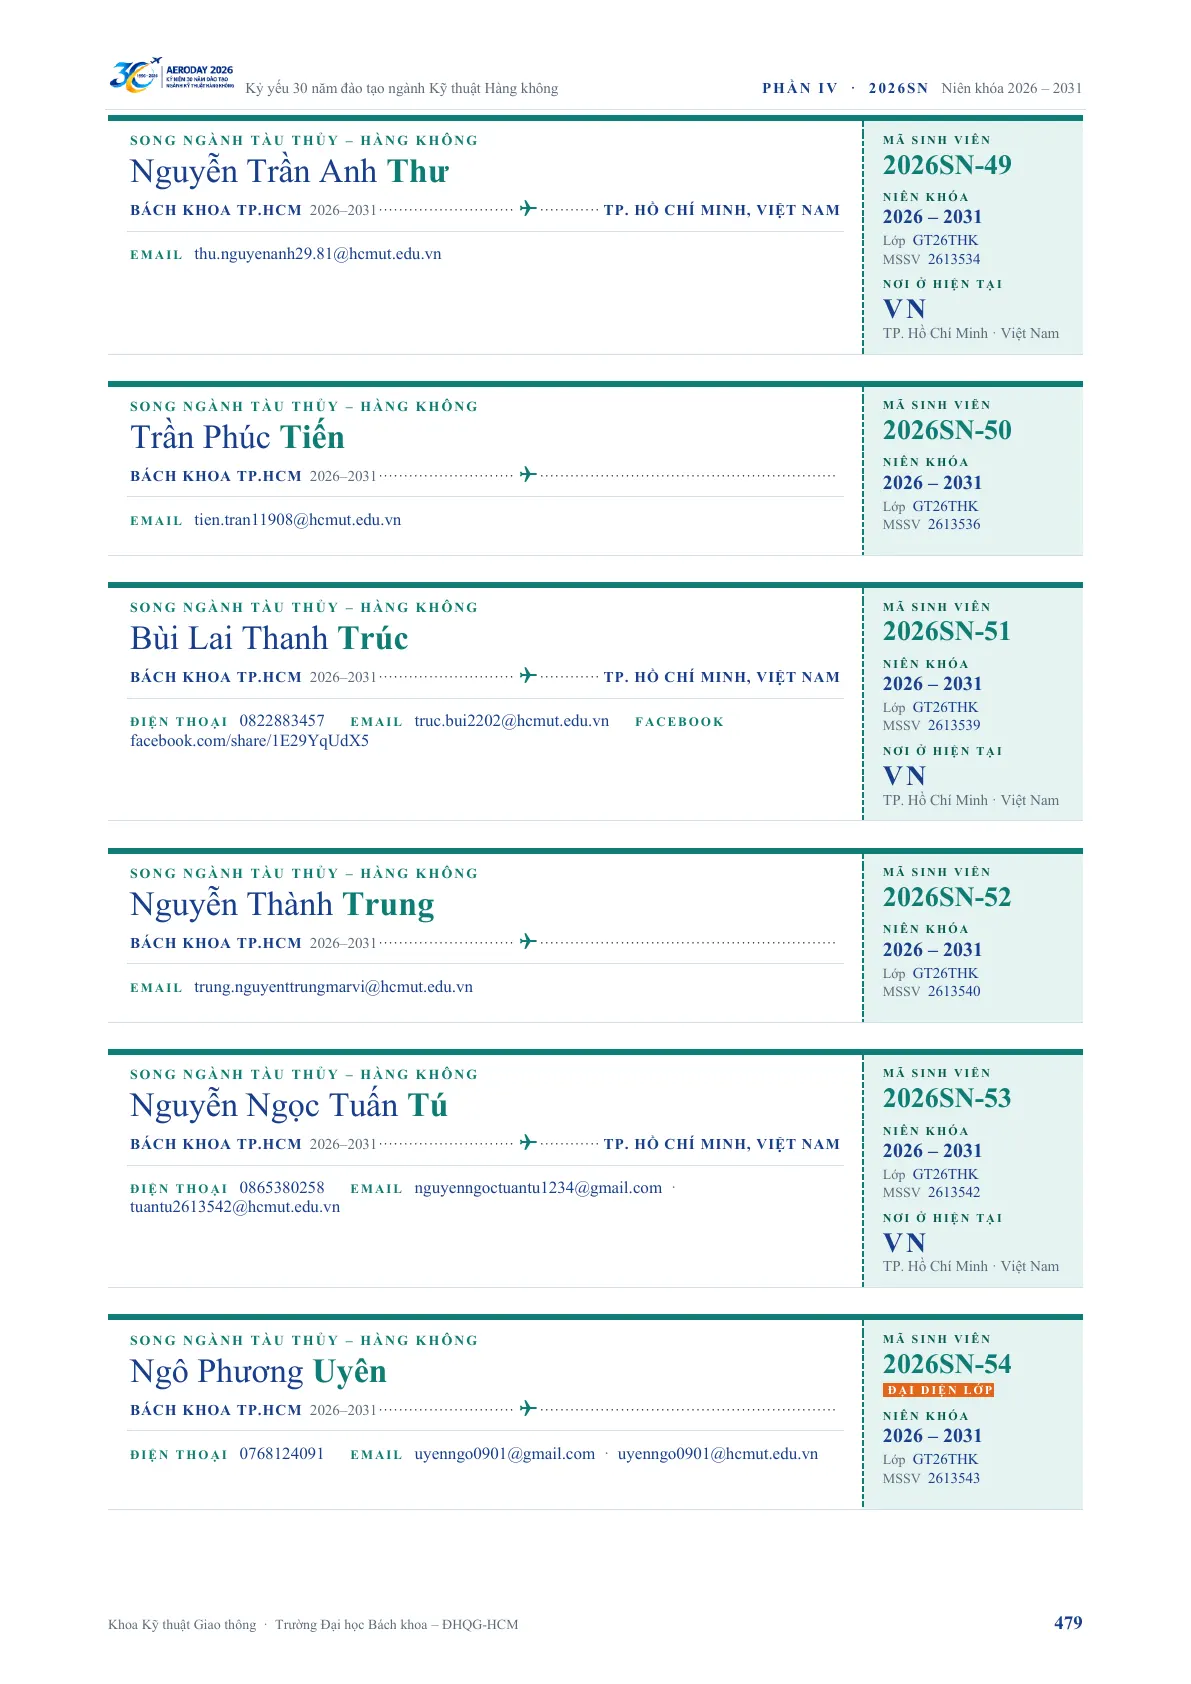 AERODAY 2026
KỶ NIỆM 30 NĂM ĐÀO TẠO
NGÀNH KỸ THUẬT HÀNG KHÔNG
1996 - 2026
Kỷ yếu 30 năm đào tạo ngành Kỹ thuật Hàng không
PHẦN IV · 2026SN Niên khóa 2026 – 2031
SONG NGÀNH TÀU THỦY – HÀNG KHÔNG
Nguyễn Trần Anh Thư
BÁCH KHOA TP.HCM 2026–2031 TP. HỒ CHÍ MINH, VIỆT NAM
EMAIL thu.nguyenanh29.81@hcmut.edu.vn
MÃ SINH VIÊN
2026SN-49
NIÊN KHÓA
2026 – 2031
Lớp GT26THK
MSSV 2613534
NƠI Ở HIỆN TẠI
VN
TP. Hồ Chí Minh · Việt Nam
SONG NGÀNH TÀU THỦY – HÀNG KHÔNG
Trần Phúc Tiến
BÁCH KHOA TP.HCM 2026–2031
EMAIL tien.tran11908@hcmut.edu.vn
MÃ SINH VIÊN
2026SN-50
NIÊN KHÓA
2026 – 2031
Lớp GT26THK
MSSV 2613536
SONG NGÀNH TÀU THỦY – HÀNG KHÔNG
Bùi Lai Thanh Trúc
BÁCH KHOA TP.HCM 2026–2031 TP. HỒ CHÍ MINH, VIỆT NAM
ĐIỆN THOẠI 0822883457 EMAIL truc.bui2202@hcmut.edu.vn FACEBOOK
facebook.com/share/1E29YqUdX5
MÃ SINH VIÊN
2026SN-51
NIÊN KHÓA
2026 – 2031
Lớp GT26THK
MSSV 2613539
NƠI Ở HIỆN TẠI
VN
TP. Hồ Chí Minh · Việt Nam
SONG NGÀNH TÀU THỦY – HÀNG KHÔNG
Nguyễn Thành Trung
BÁCH KHOA TP.HCM 2026–2031
EMAIL trung.nguyenttrungmarvi@hcmut.edu.vn
MÃ SINH VIÊN
2026SN-52
NIÊN KHÓA
2026 – 2031
Lớp GT26THK
MSSV 2613540
SONG NGÀNH TÀU THỦY – HÀNG KHÔNG
Nguyễn Ngọc Tuấn Tú
BÁCH KHOA TP.HCM 2026–2031 TP. HỒ CHÍ MINH, VIỆT NAM
ĐIỆN THOẠI 0865380258 EMAIL nguyenngoctuantu1234@gmail.com ·
tuantu2613542@hcmut.edu.vn
MÃ SINH VIÊN
2026SN-53
NIÊN KHÓA
2026 – 2031
Lớp GT26THK
MSSV 2613542
NƠI Ở HIỆN TẠI
VN
TP. Hồ Chí Minh · Việt Nam
SONG NGÀNH TÀU THỦY – HÀNG KHÔNG
Ngô Phương Uyên
BÁCH KHOA TP.HCM 2026–2031
ĐIỆN THOẠI 0768124091 EMAIL uyenngo0901@gmail.com · uyenngo0901@hcmut.edu.vn
MÃ SINH VIÊN
2026SN-54
ĐẠI DIỆN LỚP
NIÊN KHÓA
2026 – 2031
Lớp GT26THK
MSSV 2613543
Khoa Kỹ thuật Giao thông · Trường Đại học Bách khoa – ĐHQG-HCM
479